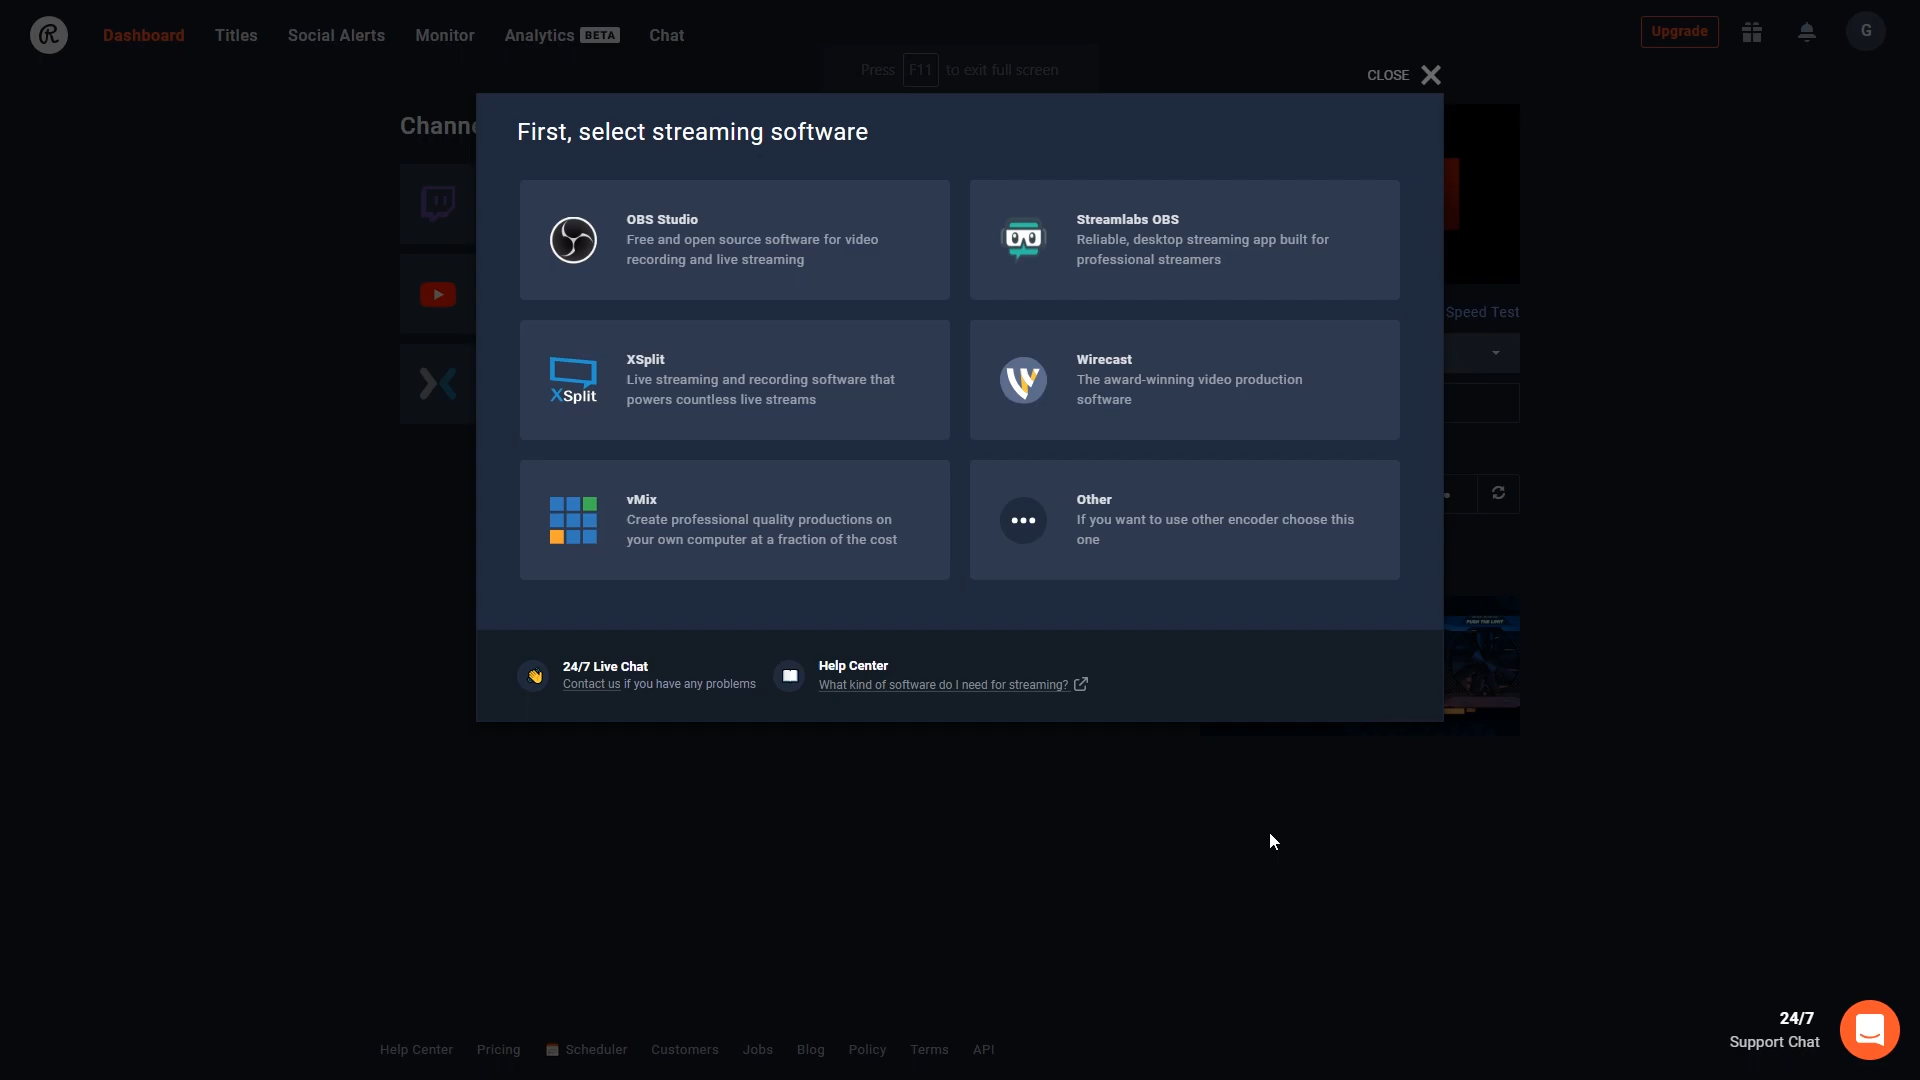 Dashboard Titles Social Alerts Monitor Analytics BETA Chat
Upgrade
G
Press F11 to exit full screen
CLOSE
First, select streaming software
OBS Studio
Free and open source software for video
recording and live streaming
Streamlabs OBS
Reliable, desktop streaming app built for
professional streamers
XSplit
XSplit
Live streaming and recording software that
powers countless live streams
Wirecast
The award-winning video production
software
vMix
Create professional quality productions on
your own computer at a fraction of the cost
Other
If you want to use other encoder choose this
one
Speed Test
24/7 Live Chat
Contact us if you have any problems
Help Center
What kind of software do I need for streaming?
24/7
Support Chat
Help Center Pricing Scheduler Customers Jobs Blog Policy Terms API